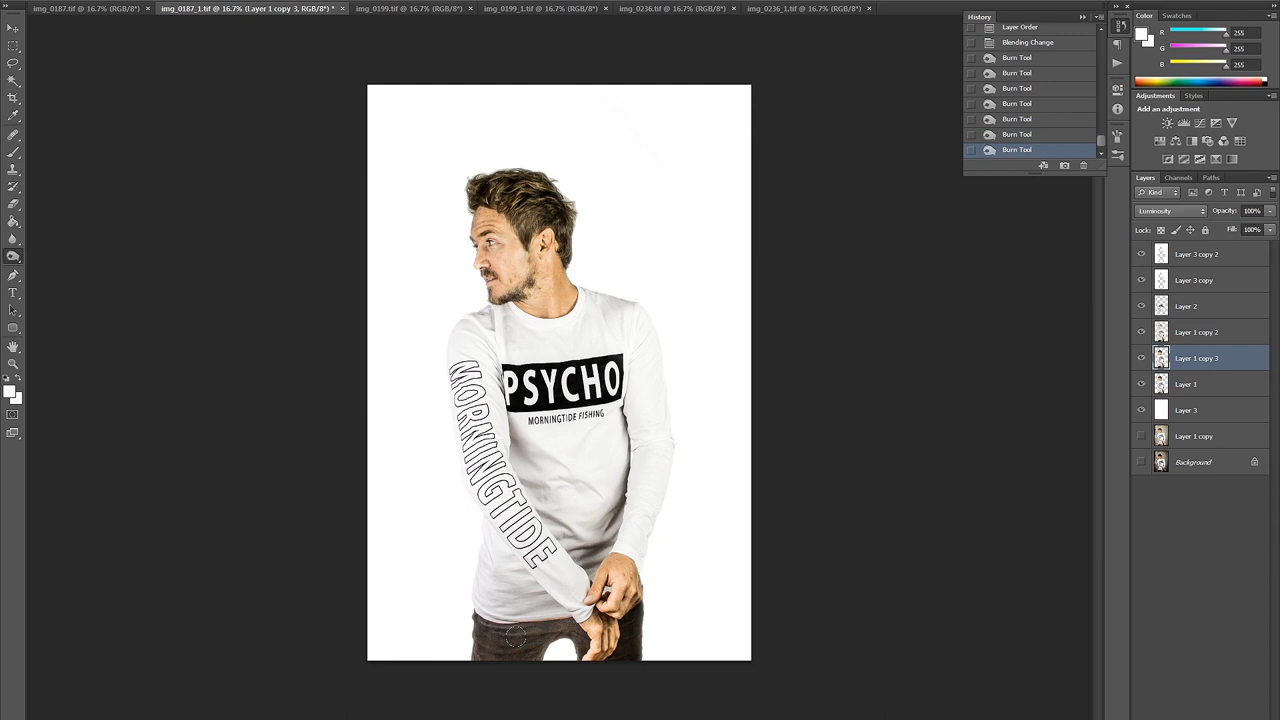 img_0187.tif @ 16.7% (RGB/8*) ×
img_0187_1.tif @ 16.7% (Layer 1 copy 3, RGB/8*) * ×
img_0199.tif @ 16.7% (RGB/8*) ×
img_0199_1.tif @ 16.7% (RGB/8*) ×
img_0236.tif @ 16.7% (RGB/8*) ×
img_0236_1.tif @ 16.7% (RGB/8*) ×
History
Layer Order
Blending Change
Burn Tool
Burn Tool
Burn Tool
Burn Tool
Burn Tool
Burn Tool
Burn Tool
Color Swatches
R 255
G 255
B 255
Adjustments Styles
Add an adjustment
Layers Channels Paths
Kind
Luminosity Opacity: 100%
Lock: Fill: 100%
Layer 3 copy 2
Layer 3 copy
Layer 2
Layer 1 copy 2
Layer 1 copy 3
Layer 1
Layer 3
Layer 1 copy
Background
PSYCHO
MORNINGTIDE FISHING
MORNINGTIDE